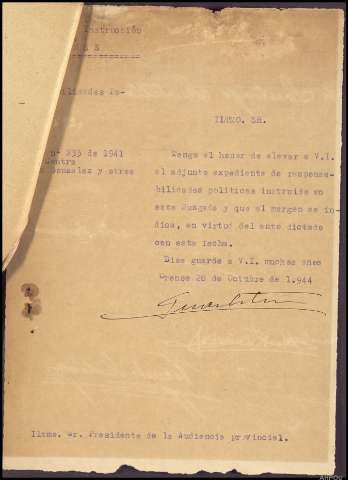 Instrucción
ILMO. SR.
nº 235 de 1941
Contra
Gonzalez y otros
Tengo el honor de elevar a V.I.
el adjunto expediente de responsa-
bilidades políticas instruido en
este Juzgado y que al margen se in-
dica, en virtud del auto dictado
con esta fecha.
Dios guarde a V.I. muchos años
Orense 28 de Octubre de 1.944
Ilmo. Sr. Presidente de la Audiencia provincial.